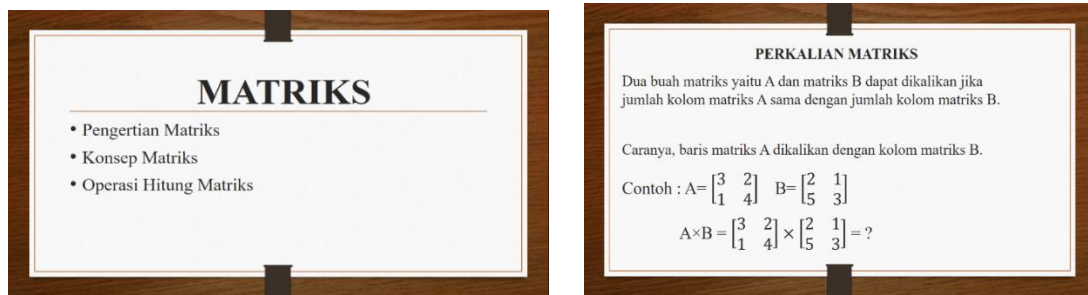 MATRIKS
• Pengertian Matriks
• Konsep Matriks
• Operasi Hitung Matriks
PERKALIAN MATRIKS
Dua buah matriks yaitu A dan matriks B dapat dikalikan jika
jumlah kolom matriks A sama dengan jumlah kolom matriks B.
Caranya, baris matriks A dikalikan dengan kolom matriks B.
Contoh : A= [3 2; 1 4] B= [2 1; 5 3]
A×B = [3 2; 1 4] × [2 1; 5 3] = ?